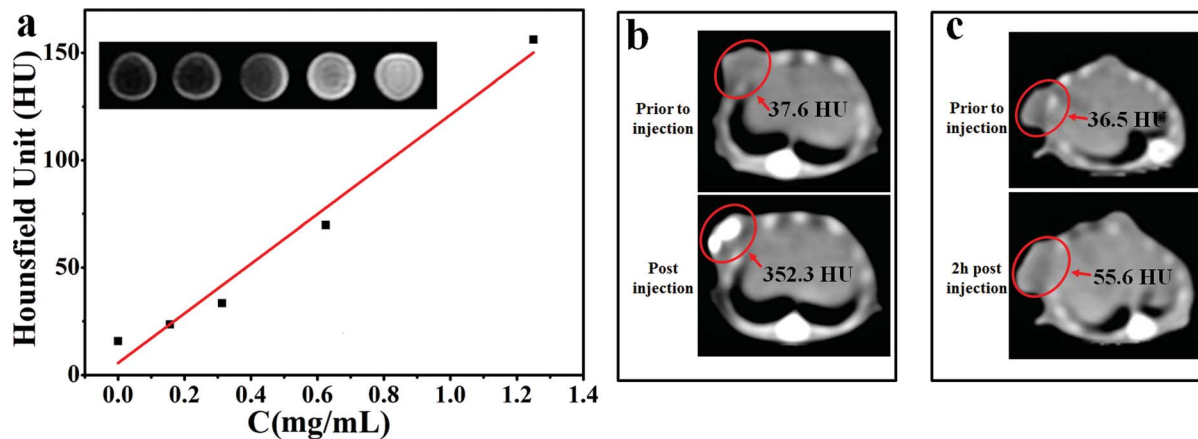 a
Hounsfield Unit (HU)
150
100
50
0
0.0 0.2 0.4 0.6 0.8 1.0 1.2 1.4
C(mg/mL)
b
Prior to
injection
37.6 HU
Post
injection
352.3 HU
c
Prior to
injection
36.5 HU
2h post
injection
55.6 HU